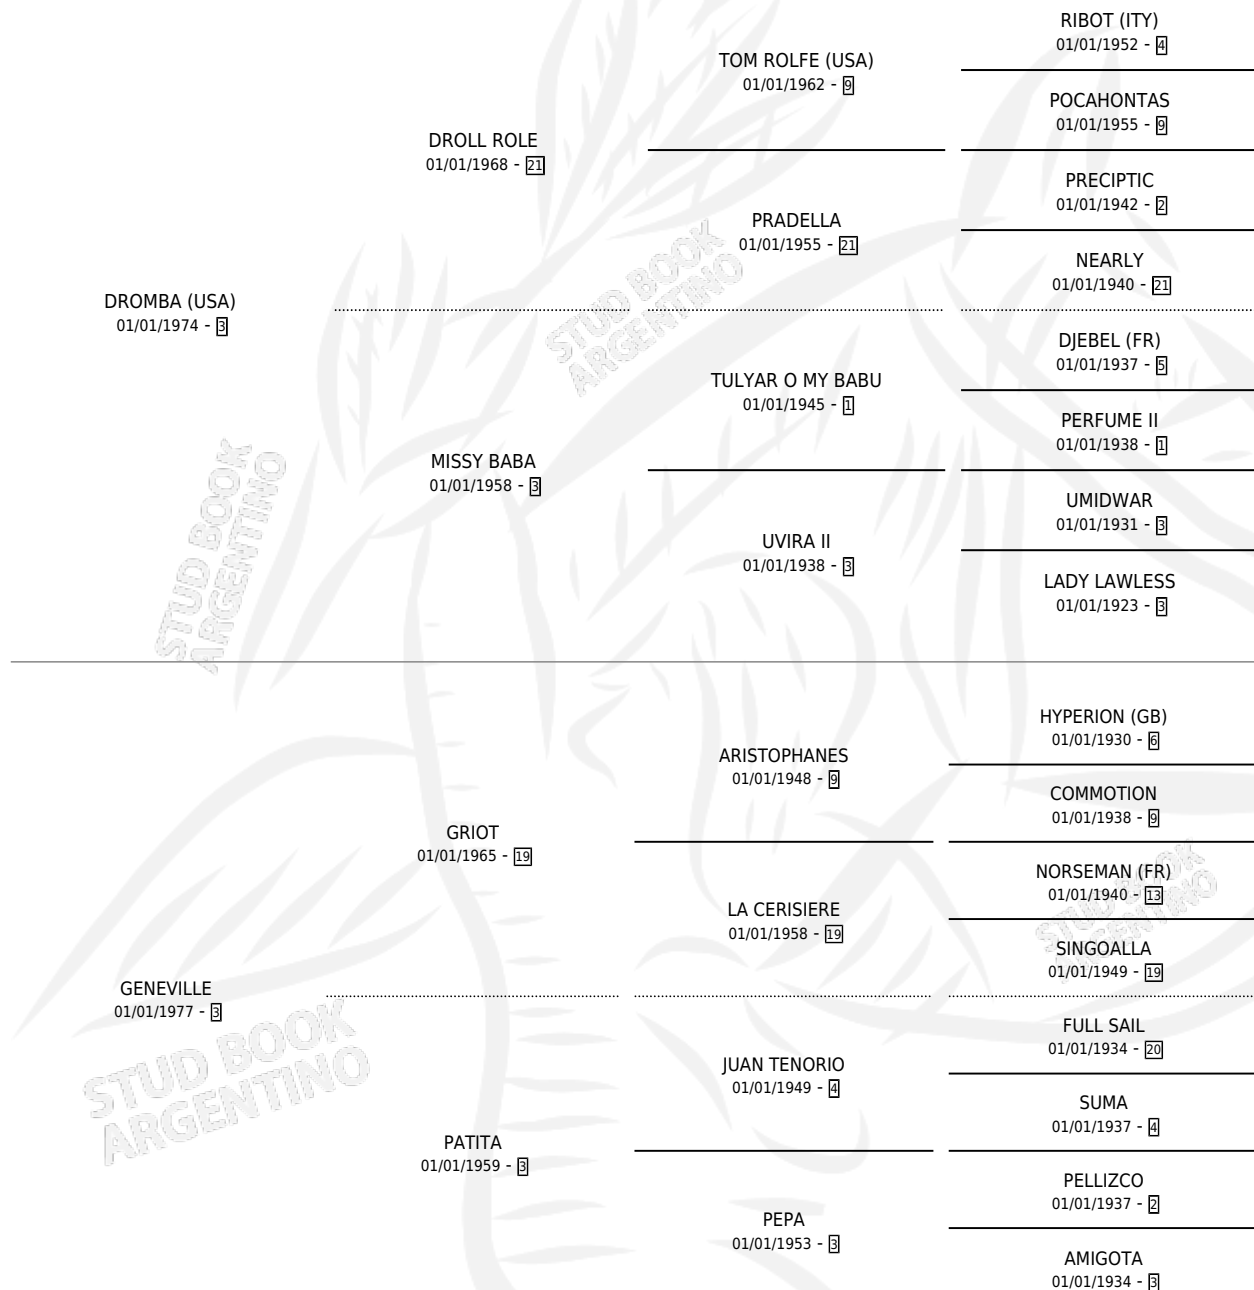 RIBOT (ITY)
01/01/1952 - 4
TOM ROLFE (USA)
01/01/1962 - 9
POCAHONTAS
01/01/1955 - 9
DROLL ROLE
01/01/1968 - 21
PRECIPTIC
01/01/1942 - 2
PRADELLA
01/01/1955 - 21
NEARLY
01/01/1940 - 21
DROMBA (USA)
01/01/1974 - 3
DJEBEL (FR)
01/01/1937 - 5
TULYAR O MY BABU
01/01/1945 - 1
PERFUME II
01/01/1938 - 1
MISSY BABA
01/01/1958 - 3
UMIDWAR
01/01/1931 - 3
UVIRA II
01/01/1938 - 3
LADY LAWLESS
01/01/1923 - 3
HYPERION (GB)
01/01/1930 - 6
ARISTOPHANES
01/01/1948 - 9
COMMOTION
01/01/1938 - 9
GRIOT
01/01/1965 - 19
NORSEMAN (FR)
01/01/1940 - 13
LA CERISIERE
01/01/1958 - 19
SINGOALLA
01/01/1949 - 19
GENEVILLE
01/01/1977 - 3
FULL SAIL
01/01/1934 - 20
JUAN TENORIO
01/01/1949 - 4
SUMA
01/01/1937 - 4
PATITA
01/01/1959 - 3
PELLIZCO
01/01/1937 - 2
PEPA
01/01/1953 - 3
AMIGOTA
01/01/1934 - 3
STUD BOOK
ARGENTINO
STUD BOOK
ARGENTINO
STUD BOOK
ARGENTINO
STUD BOOK
ARGENTINO